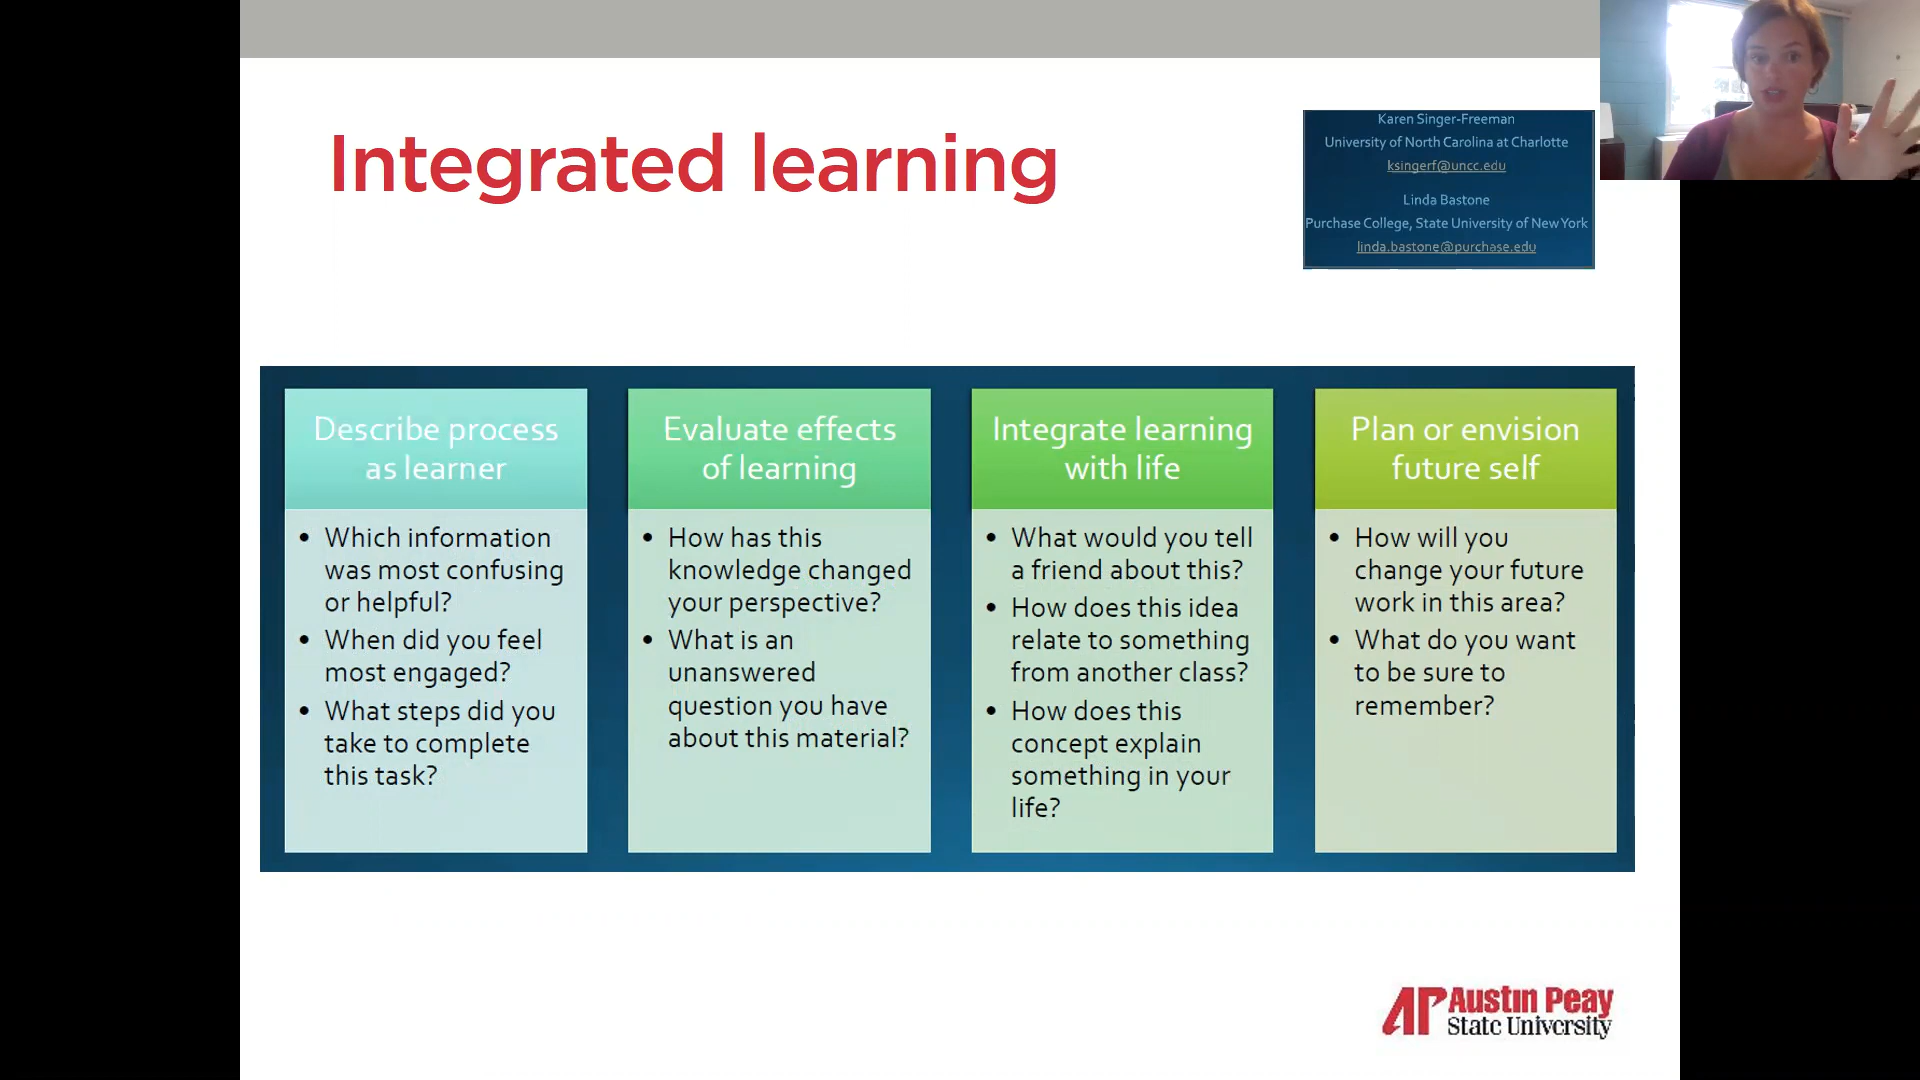 Integrated learning
Karen Singer-Freeman
University of North Carolina at Charlotte
ksingerf@uncc.edu
Linda Bastone
Purchase College, State University of New York
linda.bastone@purchase.edu
Describe process
as learner
• Which information
was most confusing
or helpful?
• When did you feel
most engaged?
• What steps did you
take to complete
this task?
Evaluate effects
of learning
• How has this
knowledge changed
your perspective?
• What is an
unanswered
question you have
about this material?
Integrate learning
with life
• What would you tell
a friend about this?
• How does this idea
relate to something
from another class?
• How does this
concept explain
something in your
life?
Plan or envision
future self
• How will you
change your future
work in this area?
• What do you want
to be sure to
remember?
AP Austin Peay
State University